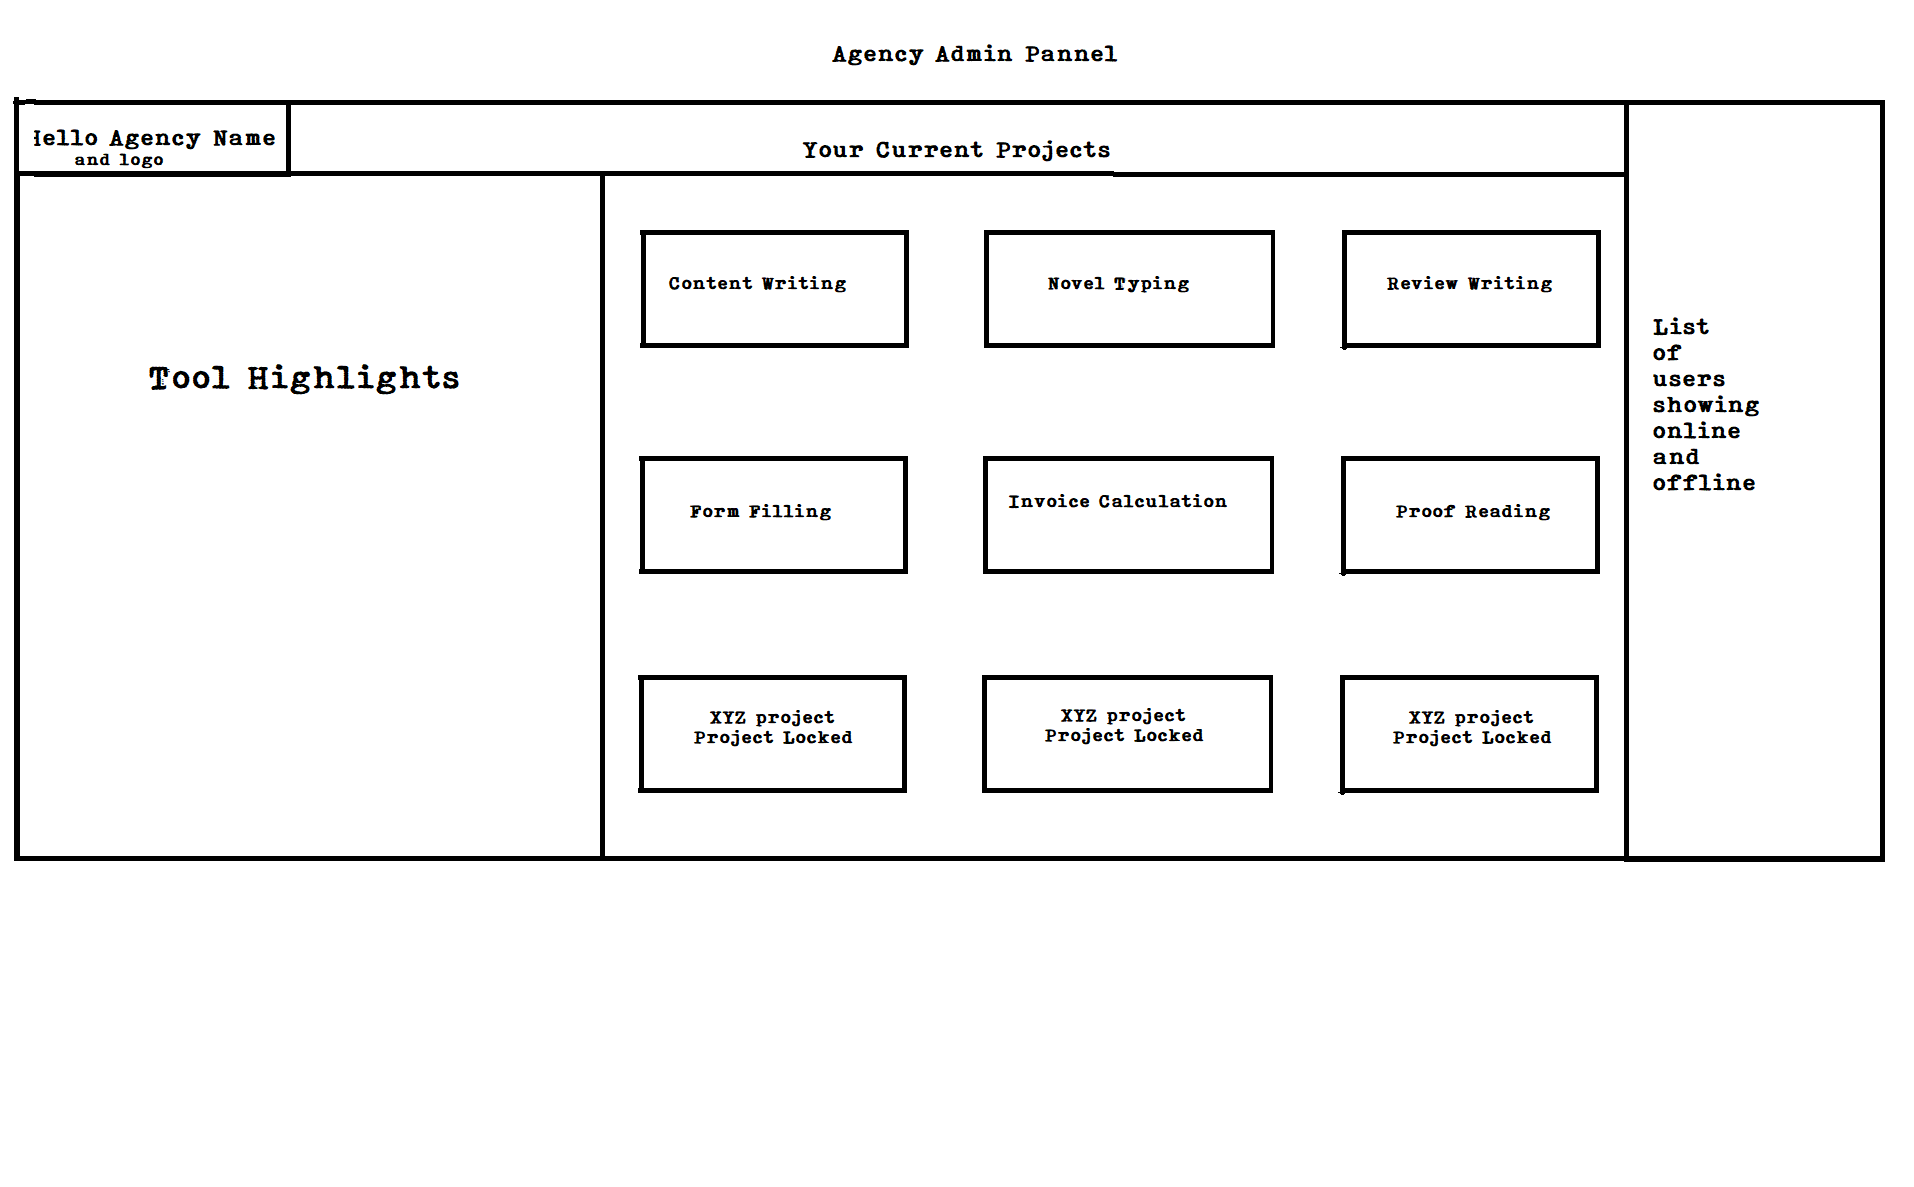 Agency Admin Pannel
Hello Agency Name
and logo
Your Current Projects
Tool Highlights
Content Writing
Novel Typing
Review Writing
Form Filling
Invoice Calculation
Proof Reading
XYZ project
Project Locked
XYZ project
Project Locked
XYZ project
Project Locked
List
of
users
showing
online
and
offline